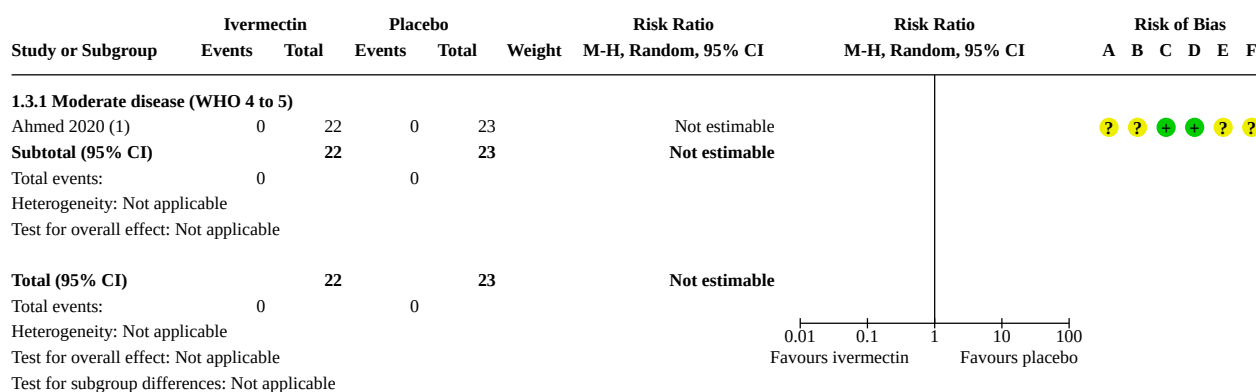 Ivermectin Placebo Risk Ratio Risk Ratio Risk of Bias
Study or Subgroup Events Total Events Total Weight M-H, Random, 95% CI M-H, Random, 95% CI A B C D E F
1.3.1 Moderate disease (WHO 4 to 5)
Ahmed 2020 (1) 0 22 0 23 Not estimable ? ? + + ? ?
Subtotal (95% CI) 22 23 Not estimable
Total events: 0 0
Heterogeneity: Not applicable
Test for overall effect: Not applicable
Total (95% CI) 22 23 Not estimable
Total events: 0 0
Heterogeneity: Not applicable 0.01 0.1 1 10 100
Test for overall effect: Not applicable Favours ivermectin Favours placebo
Test for subgroup differences: Not applicable